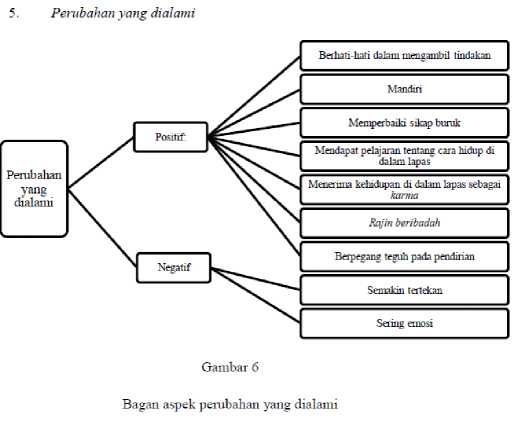 5. Perubahan yang dialami
Perubahan
yang
dialami
Positif:
Berhati-hati dalam mengambil tindakan
Mandiri
Memperbaiki sikap buruk
Mendapat pelajaran tentang cara hidup di
dalam lapas
Menerima kehidupan di dalam lapas sebagai
karma
Rajin beribadah
Berpegang teguh pada pendirian
Negatif
Semakin tertekan
Sering emosi
Gambar 6
Bagan aspek perubahan yang dialami